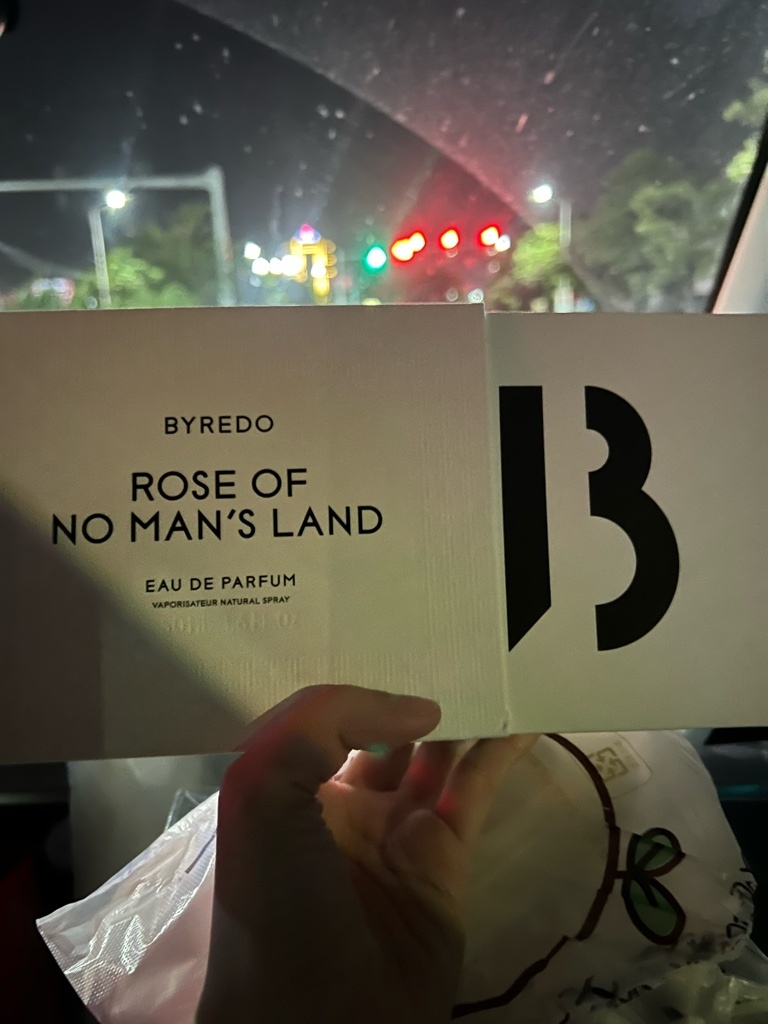 BYREDO
ROSE OF
NO MAN'S LAND
EAU DE PARFUM
VAPORISATEUR NATURAL SPRAY
B